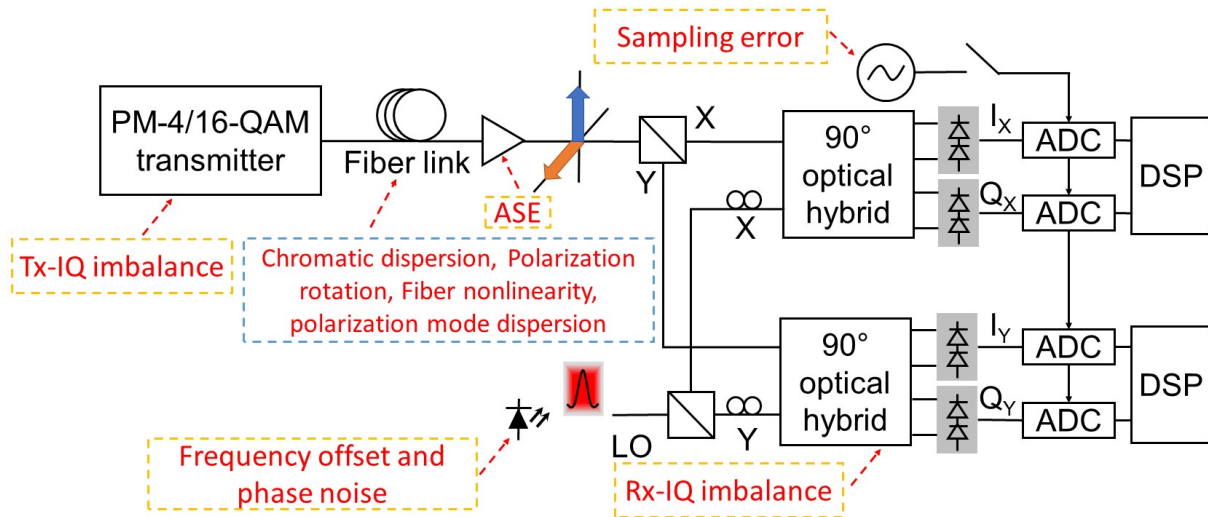 Sampling error
PM-4/16-QAM
transmitter
Fiber link
ASE
Tx-IQ imbalance
Chromatic dispersion, Polarization
rotation, Fiber nonlinearity,
polarization mode dispersion
X
Y
X
90°
optical
hybrid
I_X
Q_X
ADC
ADC
DSP
90°
optical
hybrid
I_Y
Q_Y
ADC
ADC
DSP
LO
Y
Frequency offset and
phase noise
Rx-IQ imbalance